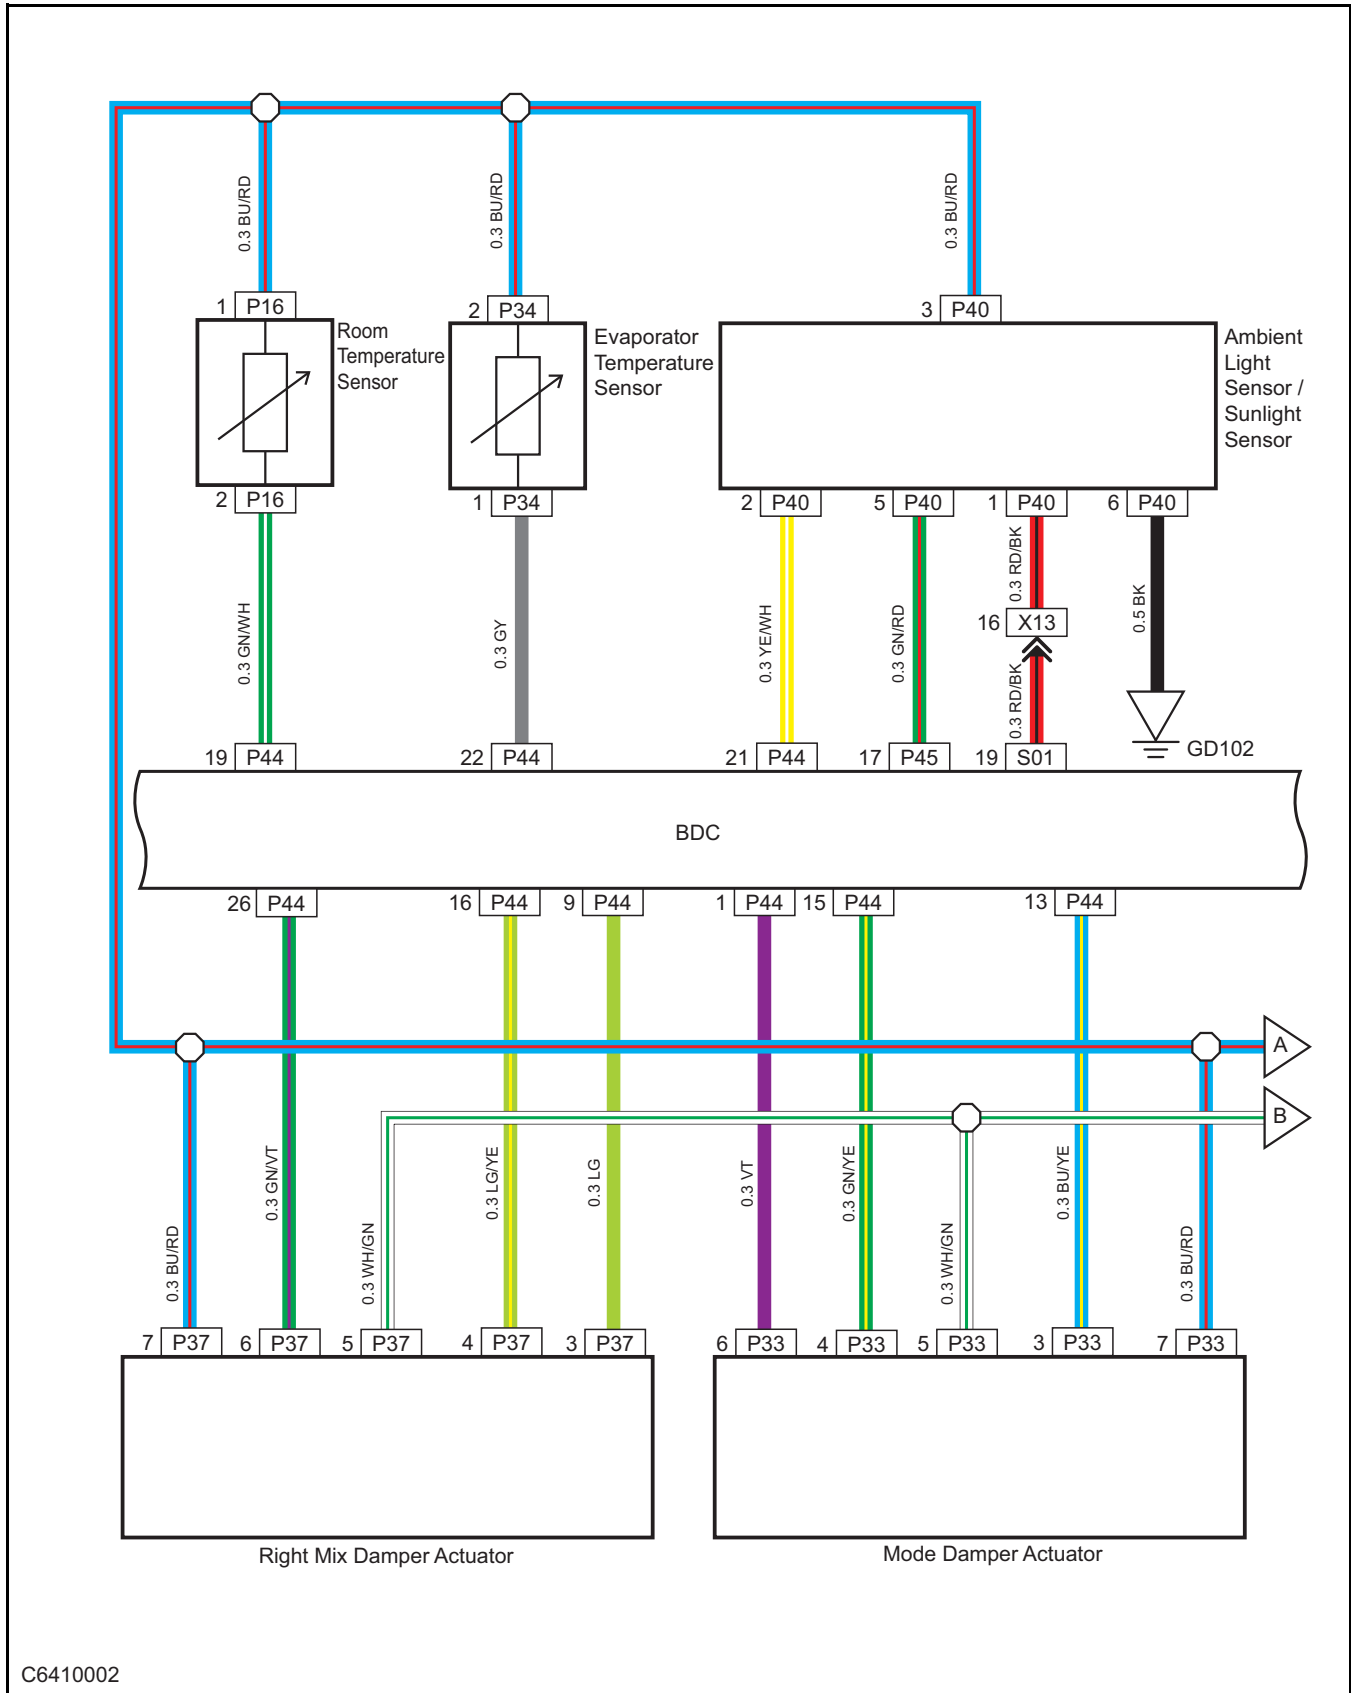 0.3 BU/RD
0.3 BU/RD
0.3 BU/RD
1 P16
2 P34
3 P40
Room
Temperature
Sensor
Evaporator
Temperature
Sensor
Ambient
Light
Sensor /
Sunlight
Sensor
2 P16
1 P34
2 P40
5 P40
1 P40
6 P40
0.3 GN/WH
0.3 GY
0.3 YE/WH
0.3 GN/RD
0.3 RD/BK
16 X13
0.3 RD/BK
0.5 BK
GD102
19 P44
22 P44
21 P44
17 P45
19 S01
BDC
26 P44
16 P44
9 P44
1 P44
15 P44
13 P44
A
B
0.3 BU/RD
0.3 GN/VT
0.3 WH/GN
0.3 LG/YE
0.3 LG
0.3 VT
0.3 GN/YE
0.3 WH/GN
0.3 BU/YE
0.3 BU/RD
7 P37
6 P37
5 P37
4 P37
3 P37
6 P33
4 P33
5 P33
3 P33
7 P33
Right Mix Damper Actuator
Mode Damper Actuator
C6410002